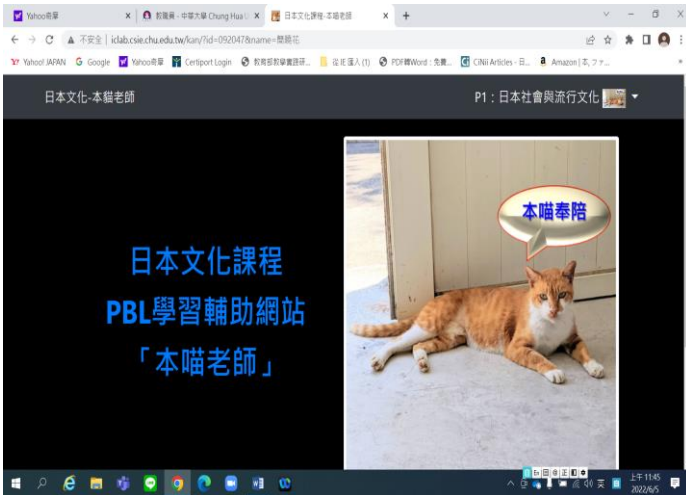 Yahoo奇摩
教職員 - 中華大學 Chung Hua U
日本文化課程-本貓老師
不安全 | iclab.csie.chu.edu.tw/kan/?id=092047&name=簡曉花
Yahoo! JAPAN
Google
Yahoo奇摩
Certiport Login
教育部教學實踐研...
從花蓮入 (1)
PDF轉Word：免費...
CiNii Articles - 日...
Amazon | 本, ファ...
日本文化-本貓老師
P1：日本社會與流行文化
本喵奉陪
日本文化課程
PBL學習輔助網站
「本喵老師」
英
上午 11:45
2022/6/5